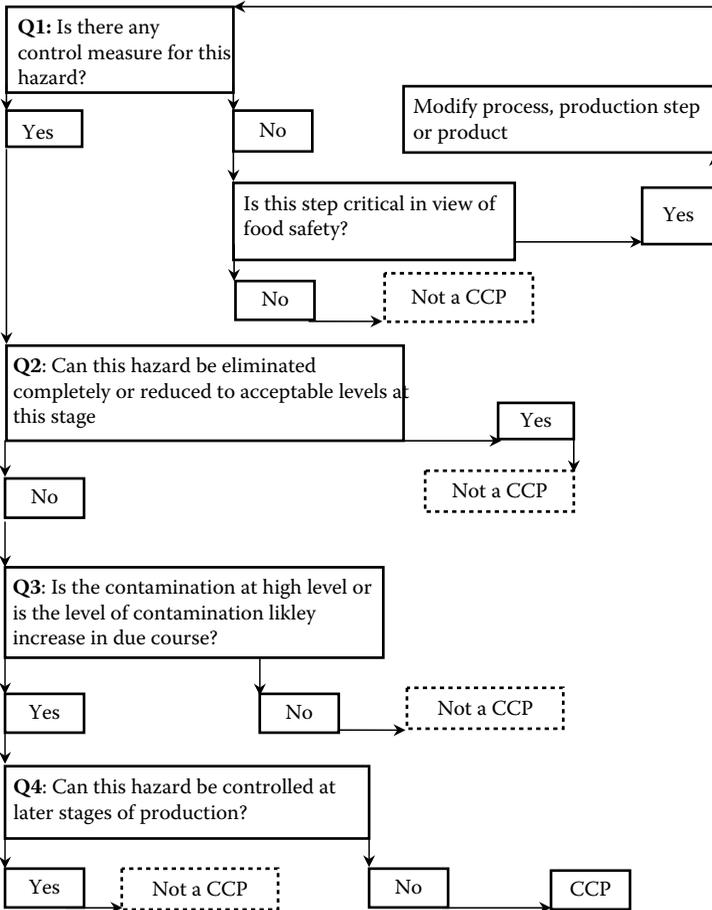 Q1: Is there any
control measure for this
hazard?
Yes
No
Modify process, production step
or product
Is this step critical in view of
food safety?
Yes
No
Not a CCP
Q2: Can this hazard be eliminated
completely or reduced to acceptable levels at
this stage
Yes
Not a CCP
No
Q3: Is the contamination at high level or
is the level of contamination likley
increase in due course?
Yes
No
Not a CCP
Q4: Can this hazard be controlled at
later stages of production?
Yes
Not a CCP
No
CCP